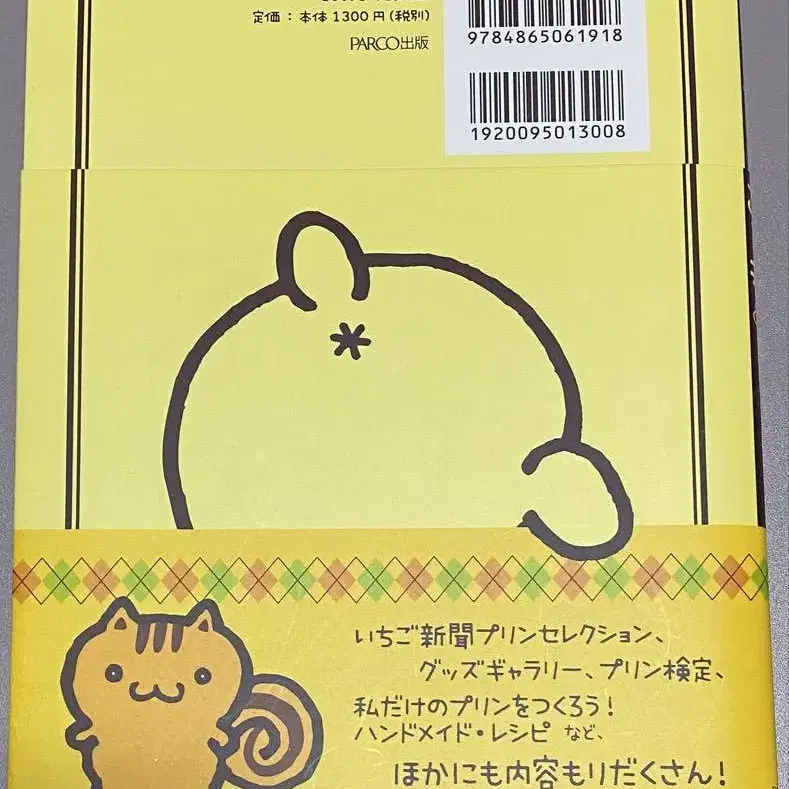 定価：本体1300円(税別)
PARCO出版
9784865061918
1920095013008
いちご新聞プリンセレクション、
グッズギャラリー、プリン検定、
私だけのプリンをつくろう！
ハンドメイド・レシピ など、
ほかにも内容もりだくさん！